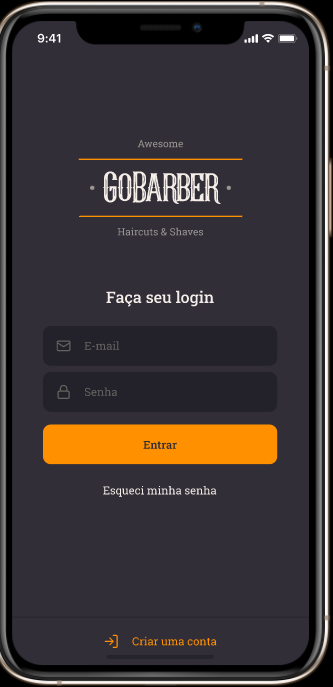 9:41
Awesome
GOBARBER
Haircuts & Shaves
Faça seu login
E-mail
Senha
Entrar
Esqueci minha senha
Criar uma conta